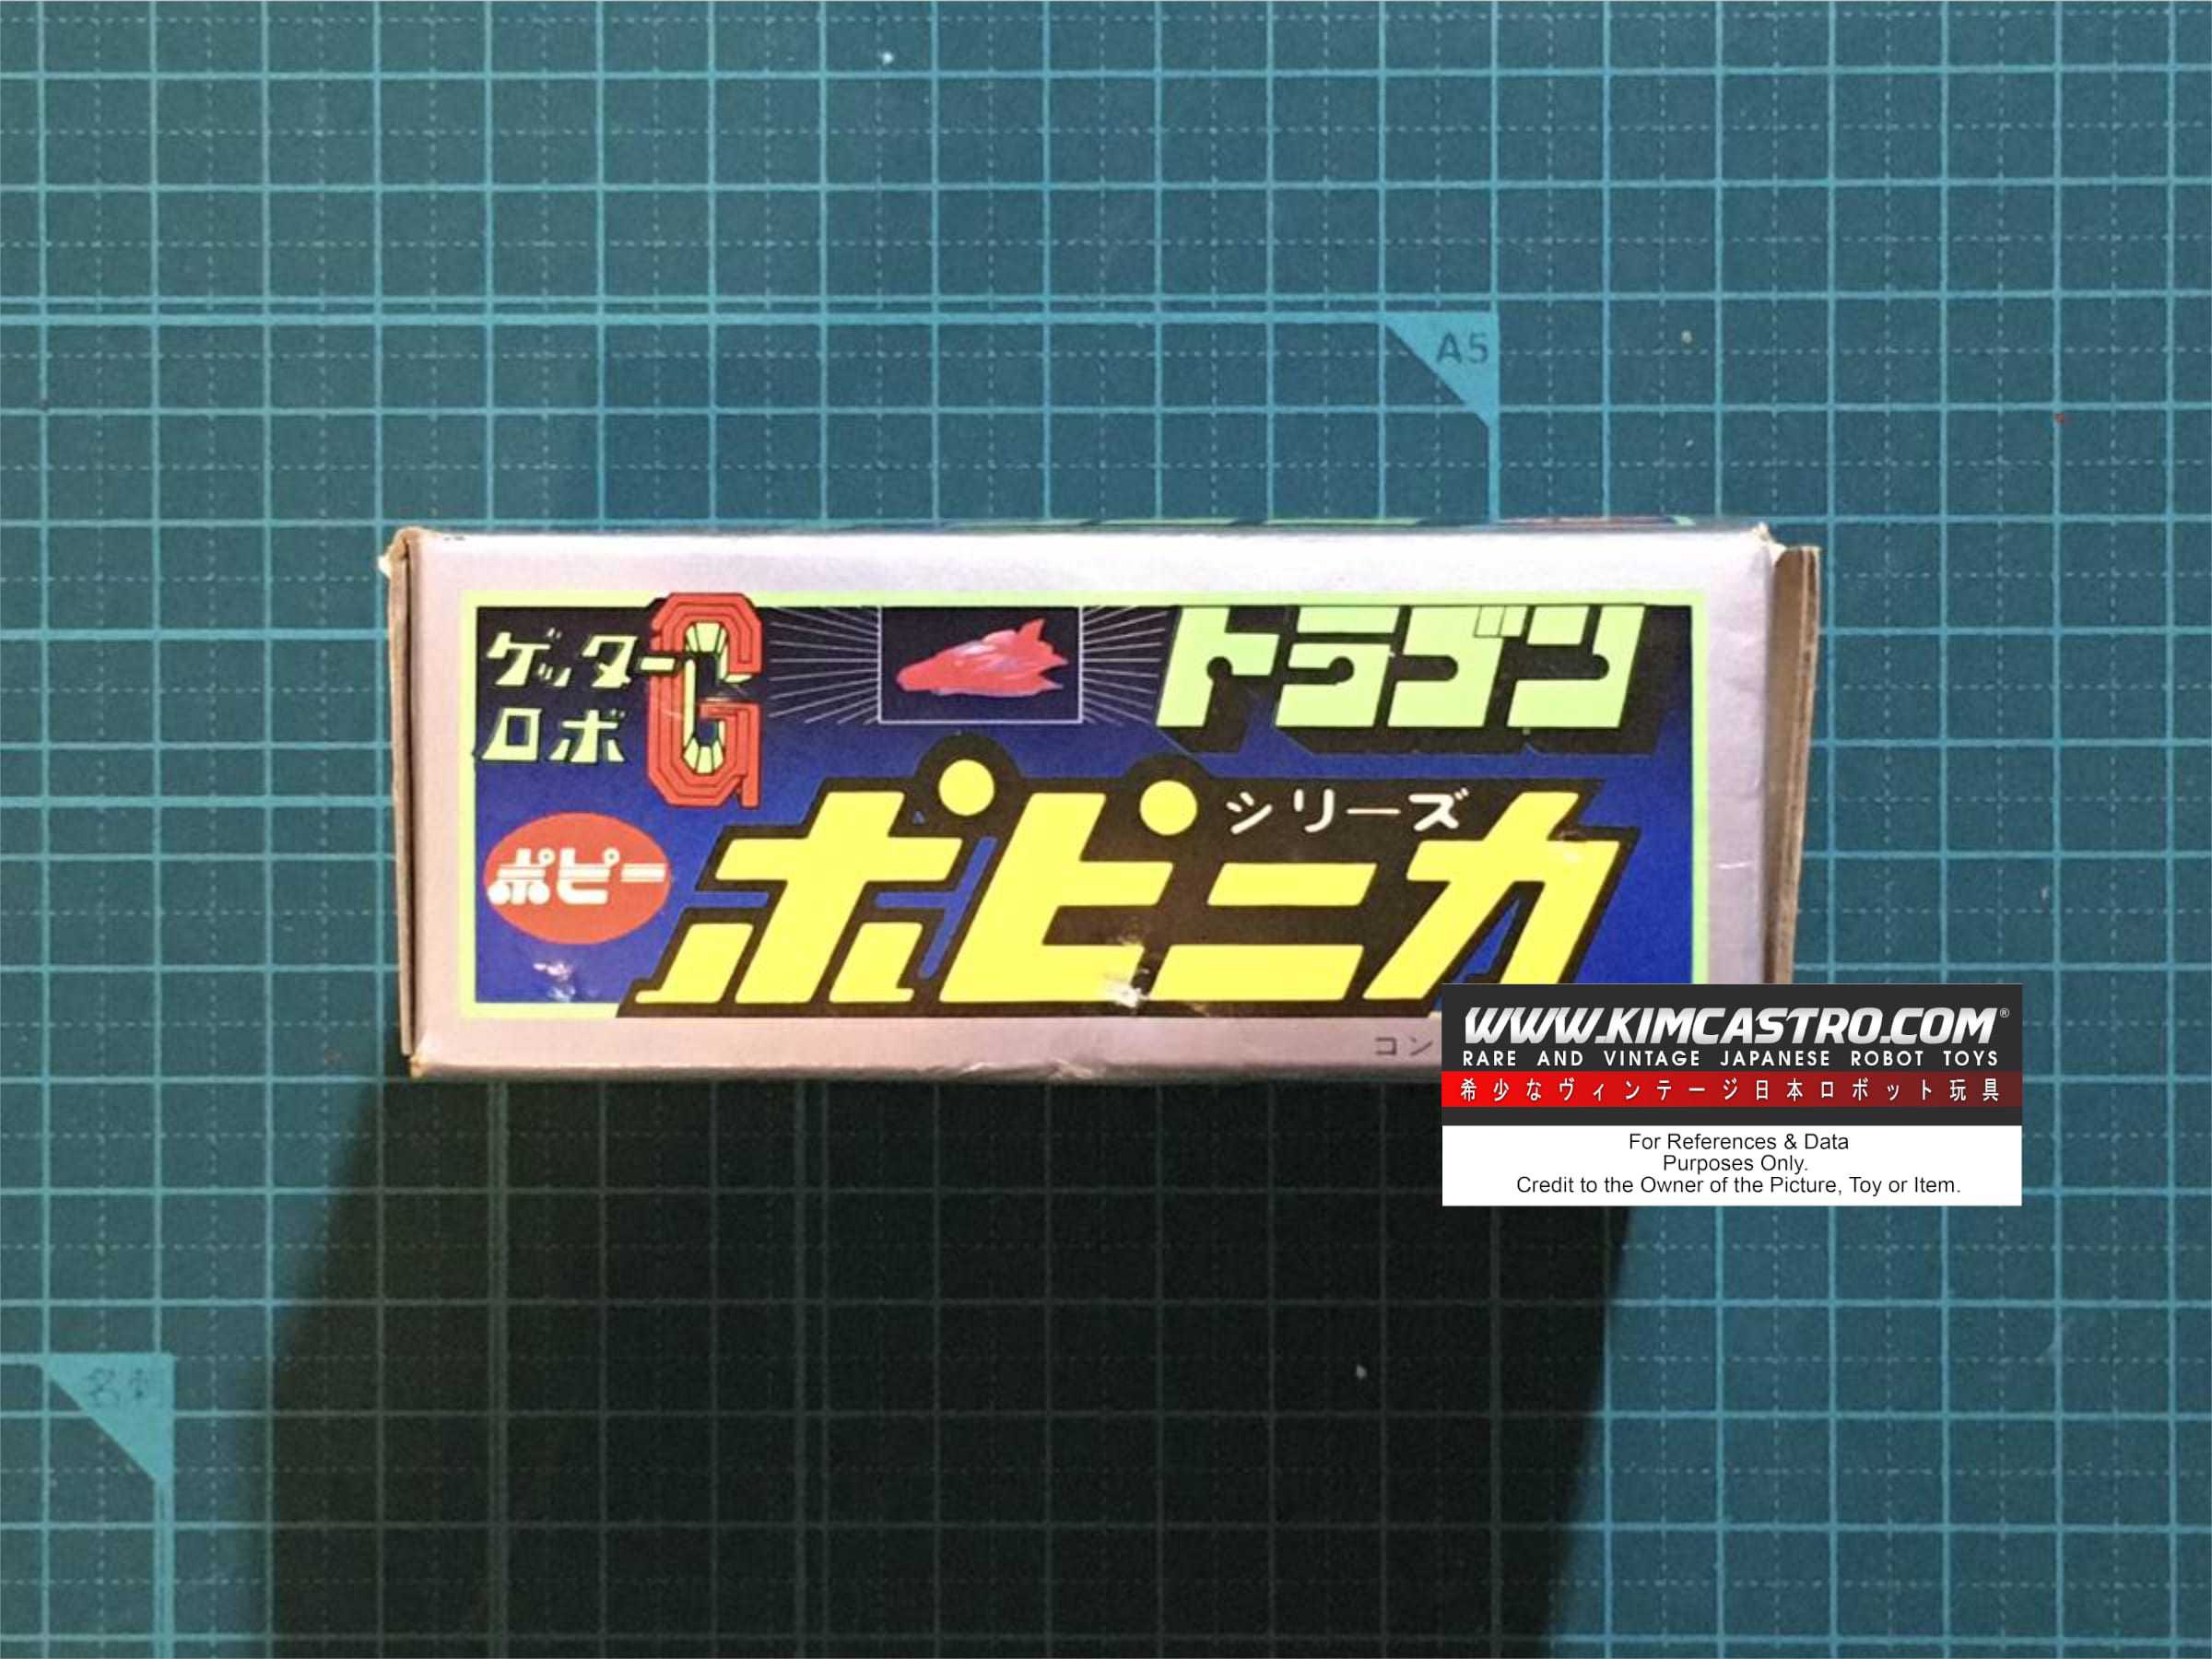 A5
ゲッター
ロボ
G
ドラゴン
ポピー
ポピニカ
シリーズ
コン
WWW.KIMCASTRO.COM®
RARE AND VINTAGE JAPANESE ROBOT TOYS
希少なヴィンテージ日本ロボット玩具
For References & Data
Purposes Only.
Credit to the Owner of the Picture, Toy or Item.